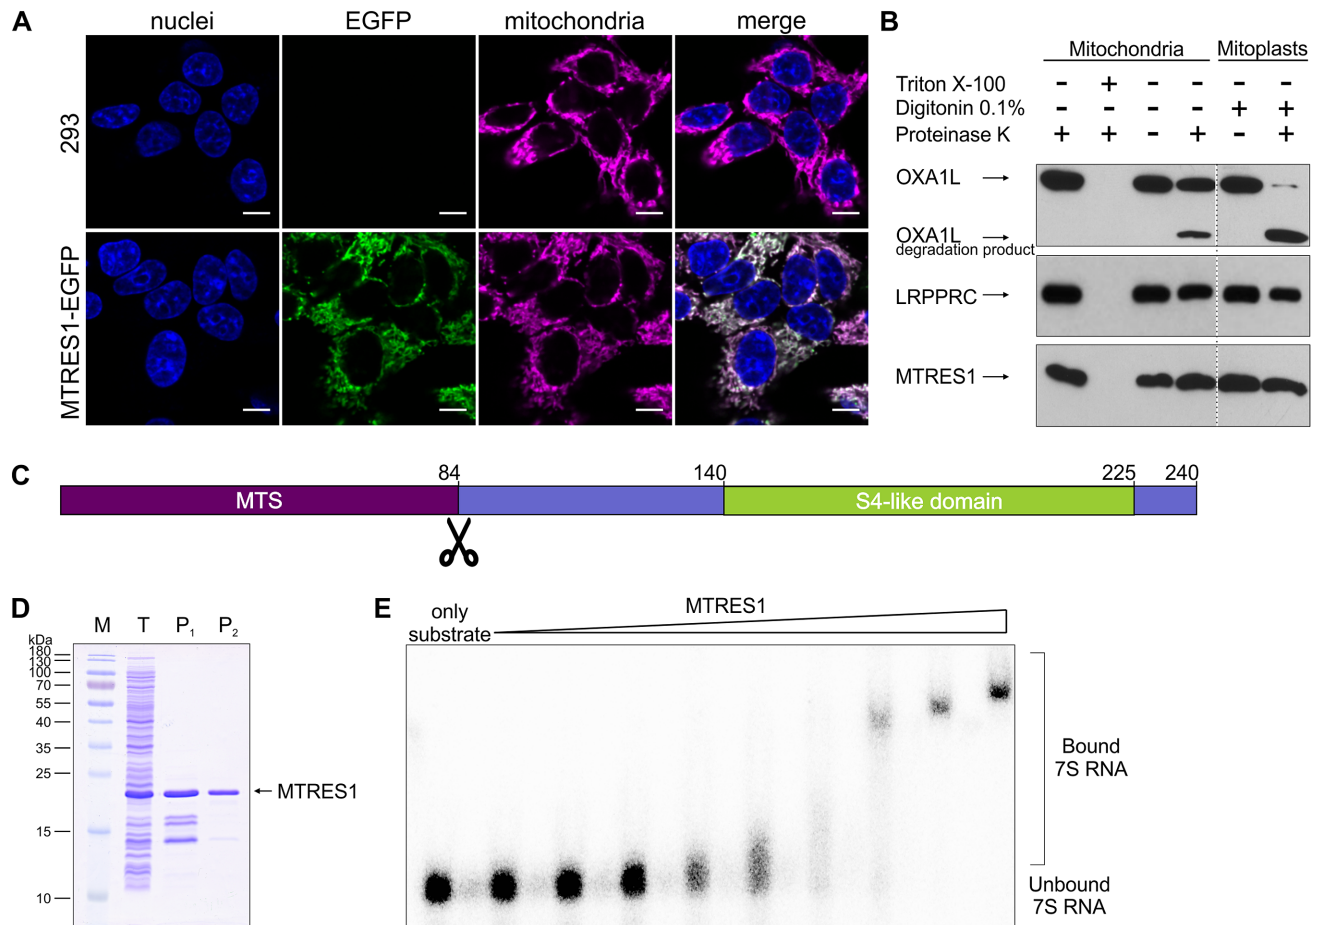 A
nuclei EGFP mitochondria merge
293
MTRES1-EGFP
B
Mitochondria Mitoplasts
Triton X-100 - + - - - -
Digitonin 0.1% - - - - + +
Proteinase K + + - + - +
OXA1L
OXA1L
degradation product
LRPPRC
MTRES1
C
84 140 225 240
MTS S4-like domain
D
M T P1 P2
kDa
180
130
100
70
55
40
35
25
15
10
MTRES1
E
only
substrate
MTRES1
Bound
7S RNA
Unbound
7S RNA